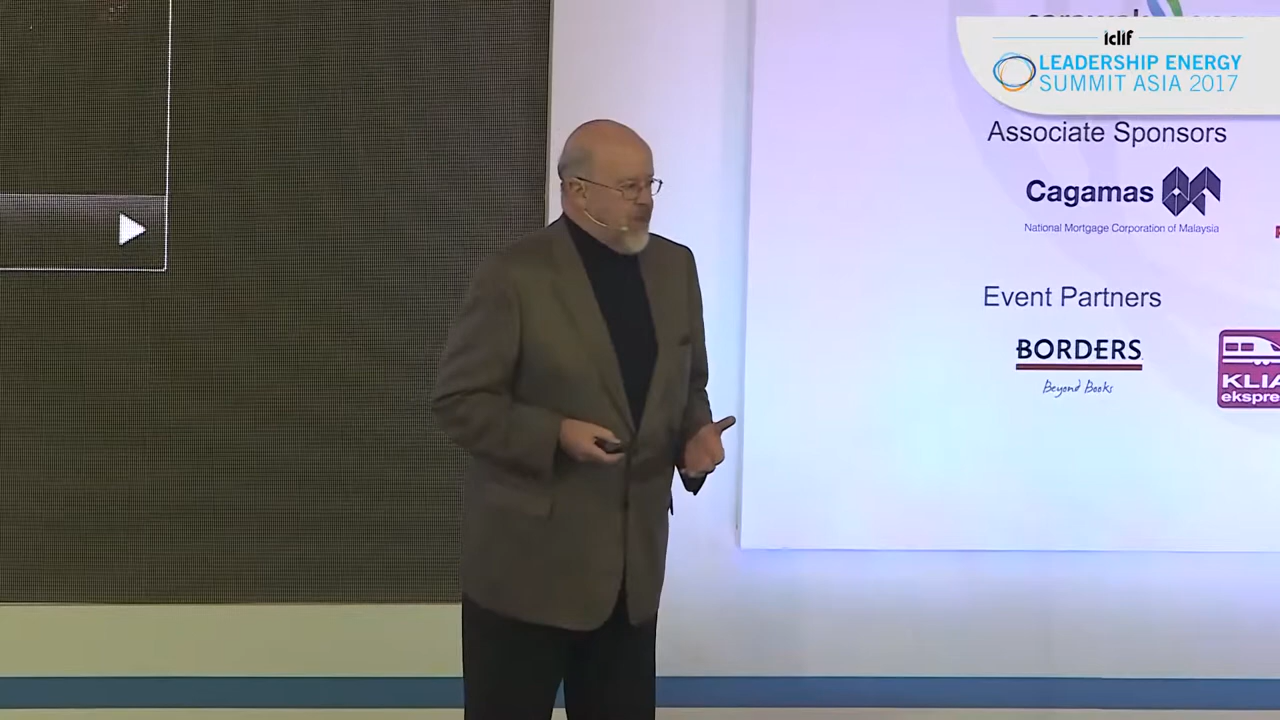 iclif
LEADERSHIP ENERGY
SUMMIT ASIA 2017
Associate Sponsors
Cagamas
National Mortgage Corporation of Malaysia
Event Partners
BORDERS
Beyond Books